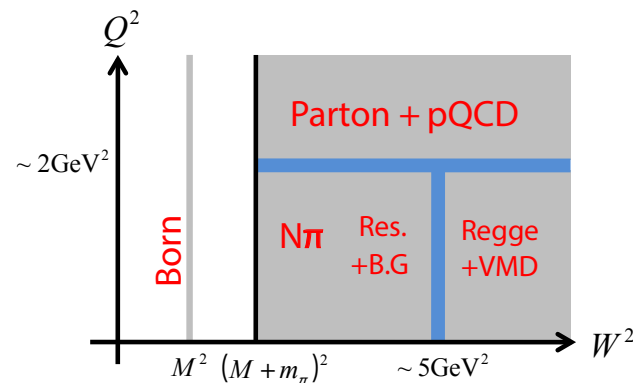 Q²
Parton + pQCD
~ 2GeV²
Born
Nπ
Res.
+B.G
Regge
+VMD
M²
(M + m_π)²
~ 5GeV²
W²